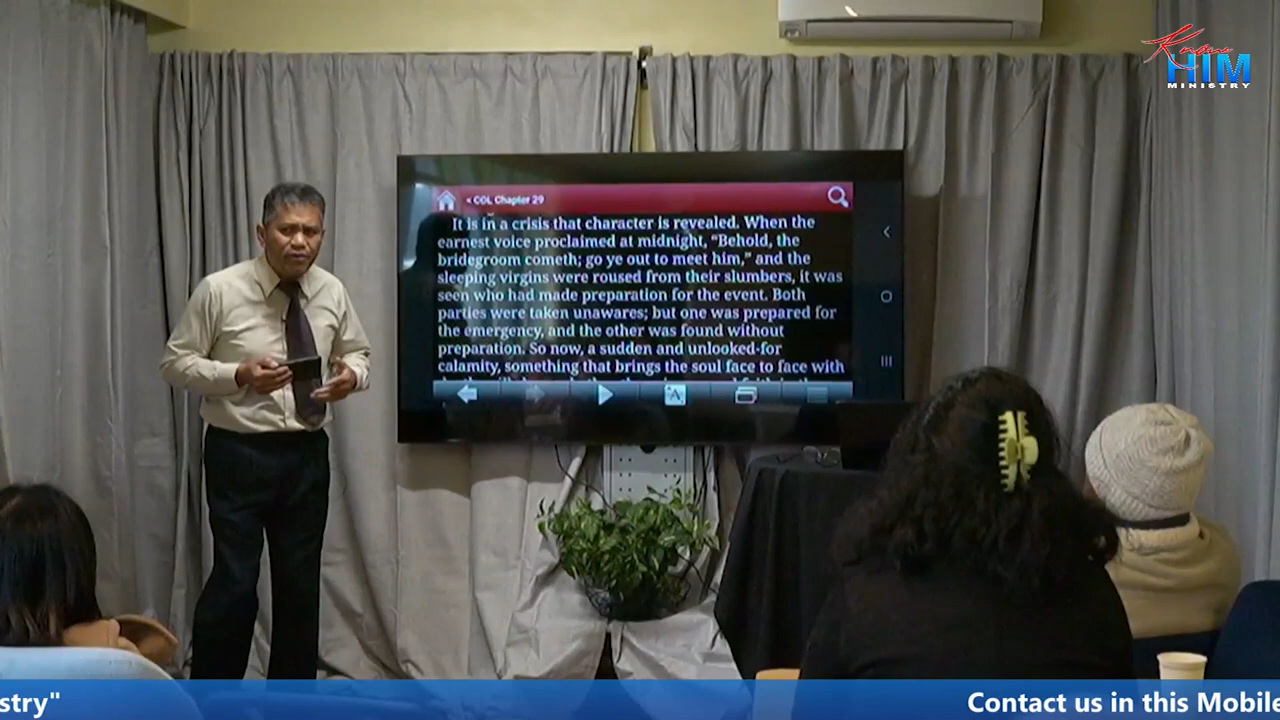 Know
HIM
MINISTRY
< COL Chapter 29
It is in a crisis that character is revealed. When the
earnest voice proclaimed at midnight, “Behold, the
bridegroom cometh; go ye out to meet him,” and the
sleeping virgins were roused from their slumbers, it was
seen who had made preparation for the event. Both
parties were taken unawares; but one was prepared for
the emergency, and the other was found without
preparation. So now, a sudden and unlooked-for
calamity, something that brings the soul face to face with
stry"
Contact us in this Mobile